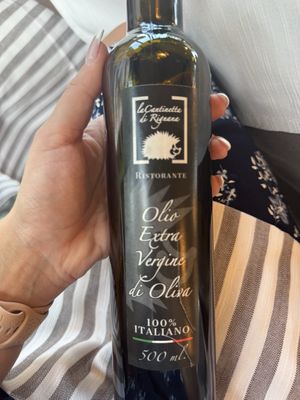 la Cantinetta
di Rignana
RISTORANTE
Olio
Extra
Vergine
di Oliva
100%
ITALIANO
500 ml.